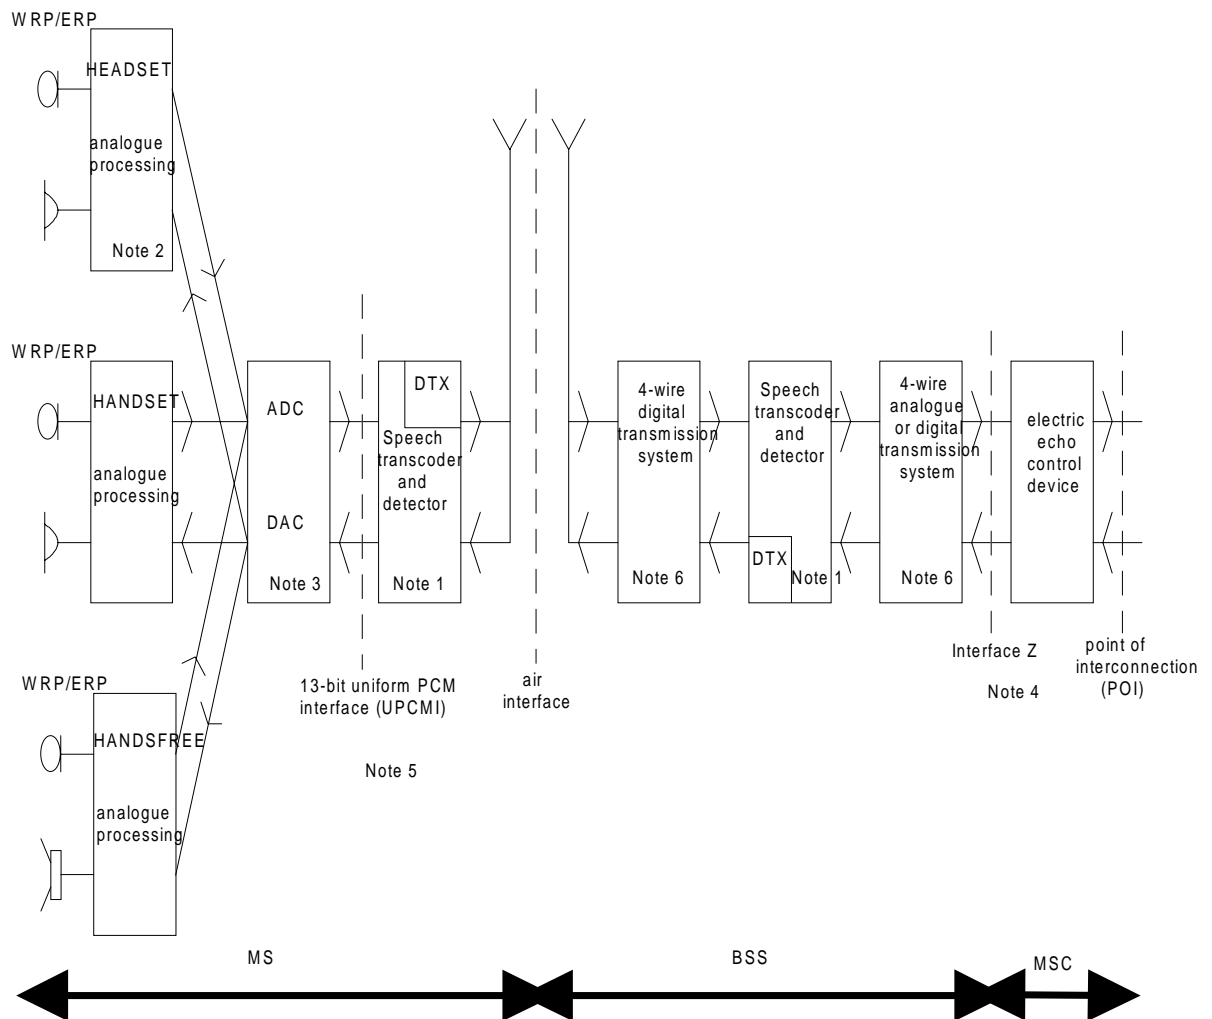 WRP/ERP
HEADSET
analogue
processing
Note 2
WRP/ERP
HANDSET
analogue
processing
ADC
DAC
Note 3
DTX
Speech
transcoder
and
detector
Note 1
4-wire
digital
transmission
system
Note 6
Speech
transcoder
and
detector
DTX
Note 1
4-wire
analogue
or digital
transmission
system
Note 6
electric
echo
control
device
WRP/ERP
HANDSFREE
analogue
processing
13-bit uniform PCM
interface (UPCMI)
Note 5
air
interface
Interface Z
Note 4
point of
interconnection
(POI)
MS
BSS
MSC